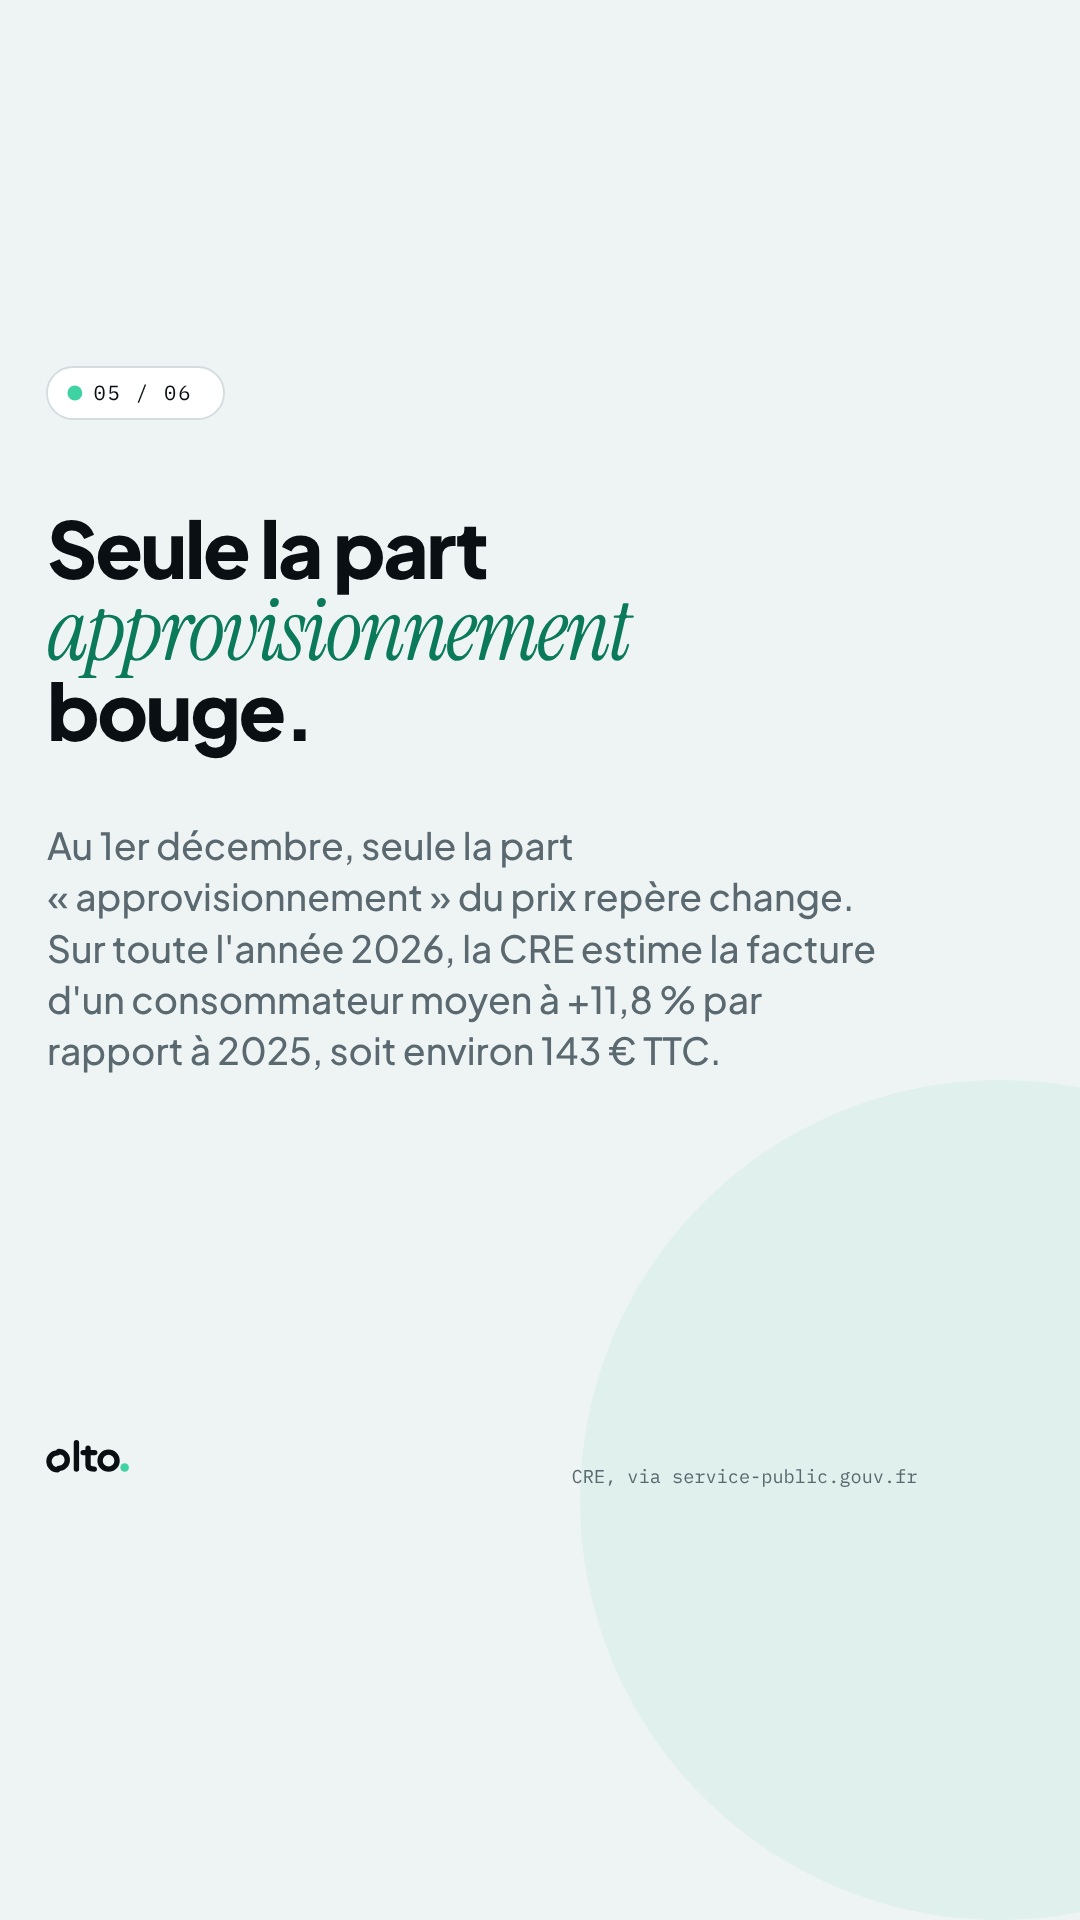 05 / 06
Seule la part
approvisionnement
bouge.
Au 1er décembre, seule la part
« approvisionnement » du prix repère change.
Sur toute l'année 2026, la CRE estime la facture
d'un consommateur moyen à +11,8 % par
rapport à 2025, soit environ 143 € TTC.
olto.
CRE, via service-public.gouv.fr